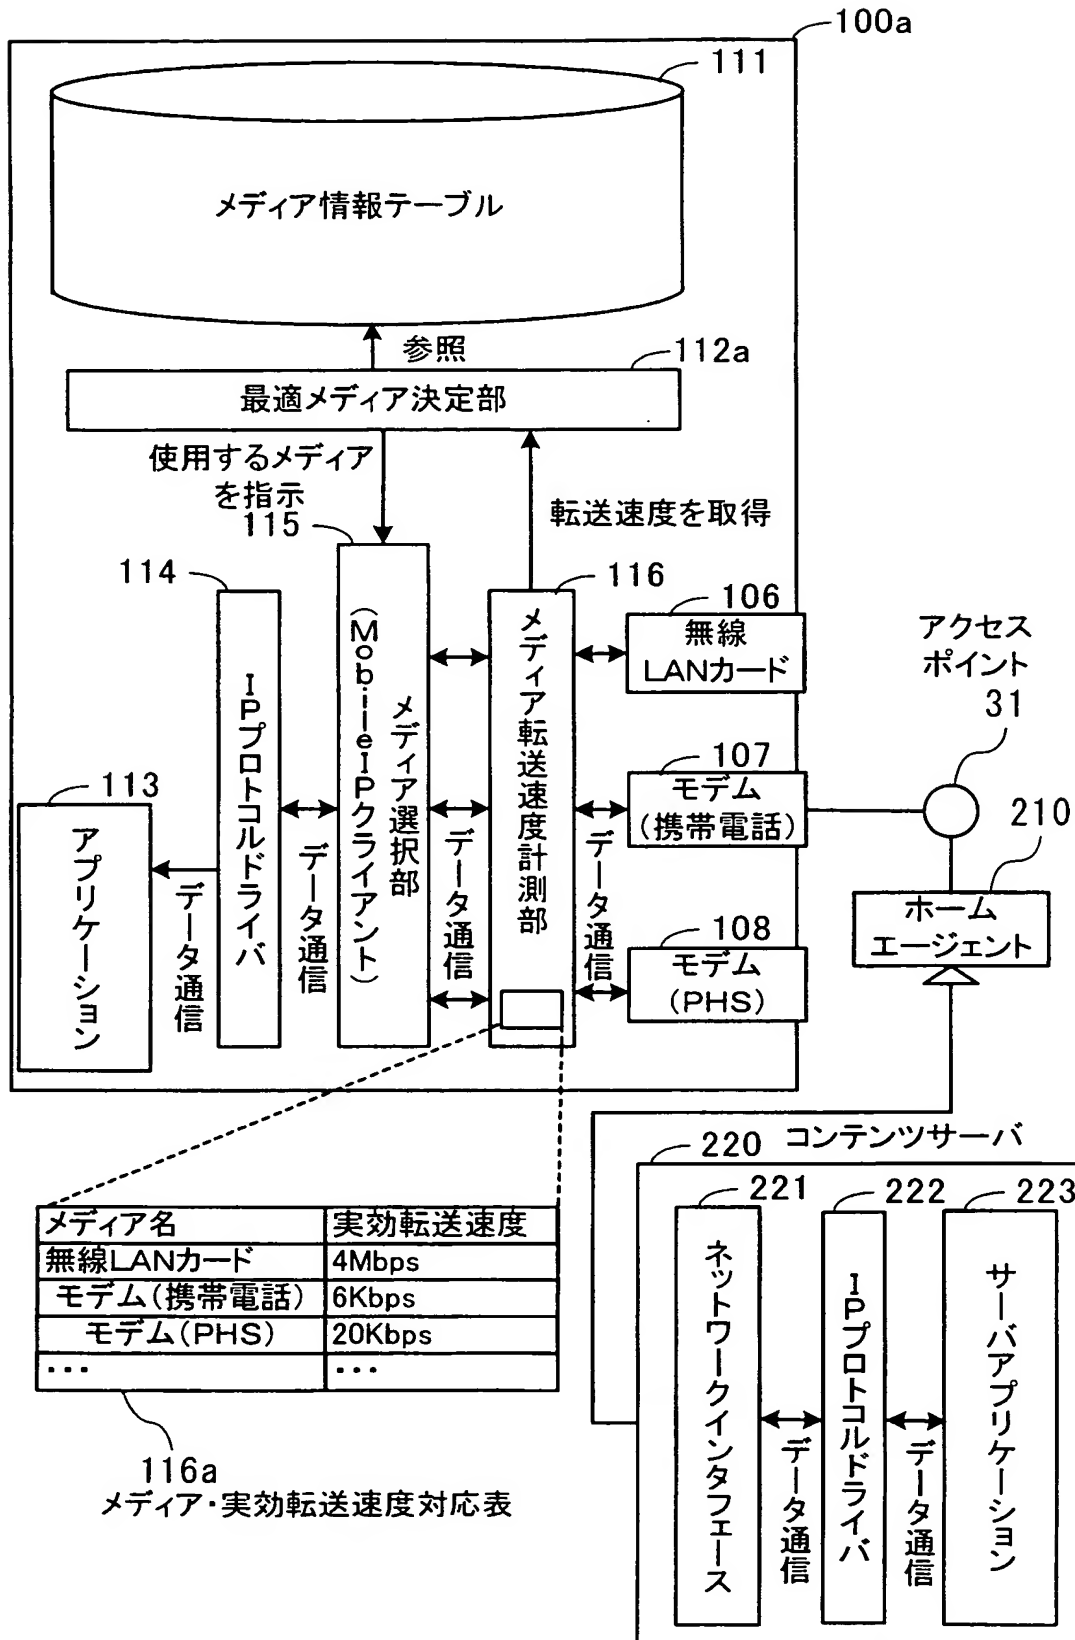 100a
111
メディア情報テーブル
参照
112a
最適メディア決定部
使用するメディア
を指示
転送速度を取得
115
114
116
106
無線
LANカード
アクセス
ポイント
31
メディア選択部
(MobileIPクライアント)
IPプロトコルドライバ
メディア転送速度計測部
107
モデム
(携帯電話)
113
アプリケーション
データ通信
データ通信
データ通信
データ通信
210
ホーム
エージェント
108
モデム
(PHS)
220
コンテンツサーバ
メディア名 実効転送速度
無線LANカード 4Mbps
モデム(携帯電話) 6Kbps
モデム(PHS) 20Kbps
・・・ ・・・
116a
メディア・実効転送速度対応表
221
222
223
ネットワークインタフェース
データ通信
IPプロトコルドライバ
データ通信
サーバアプリケーション